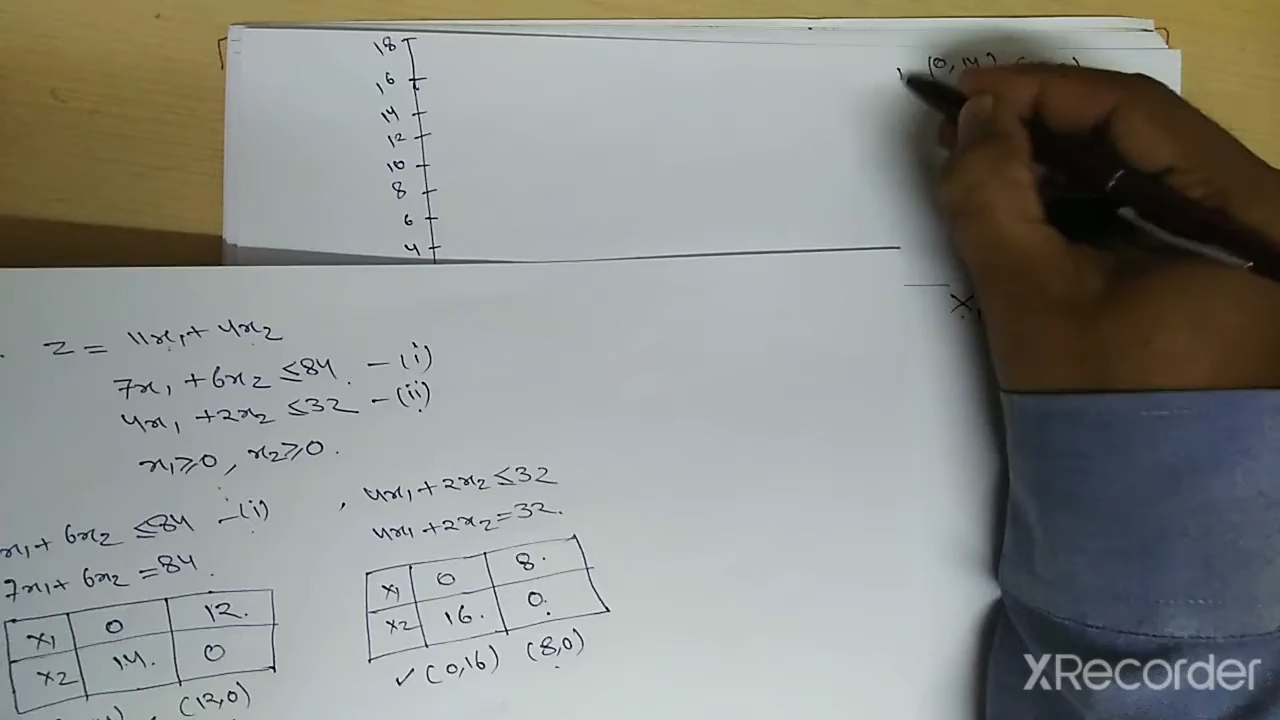 18
16
14
12
10
8
6
4
(0,14)
X
Z = 11x₁ + 4x₂
7x₁ + 6x₂ ≤ 84. - (i)
4x₁ + 2x₂ ≤ 32 - (ii)
x₁ ≥ 0, x₂ ≥ 0.
x₁ + 6x₂ ≤ 84 - (i)
7x₁ + 6x₂ = 84.
x₁ 0 12.
x₂ 14. 0
(12,0)
, 4x₁ + 2x₂ ≤ 32
4x₁ + 2x₂ = 32.
x₁ 0 8.
x₂ 16. 0.
✓ (0,16) (8,0)
XRecorder